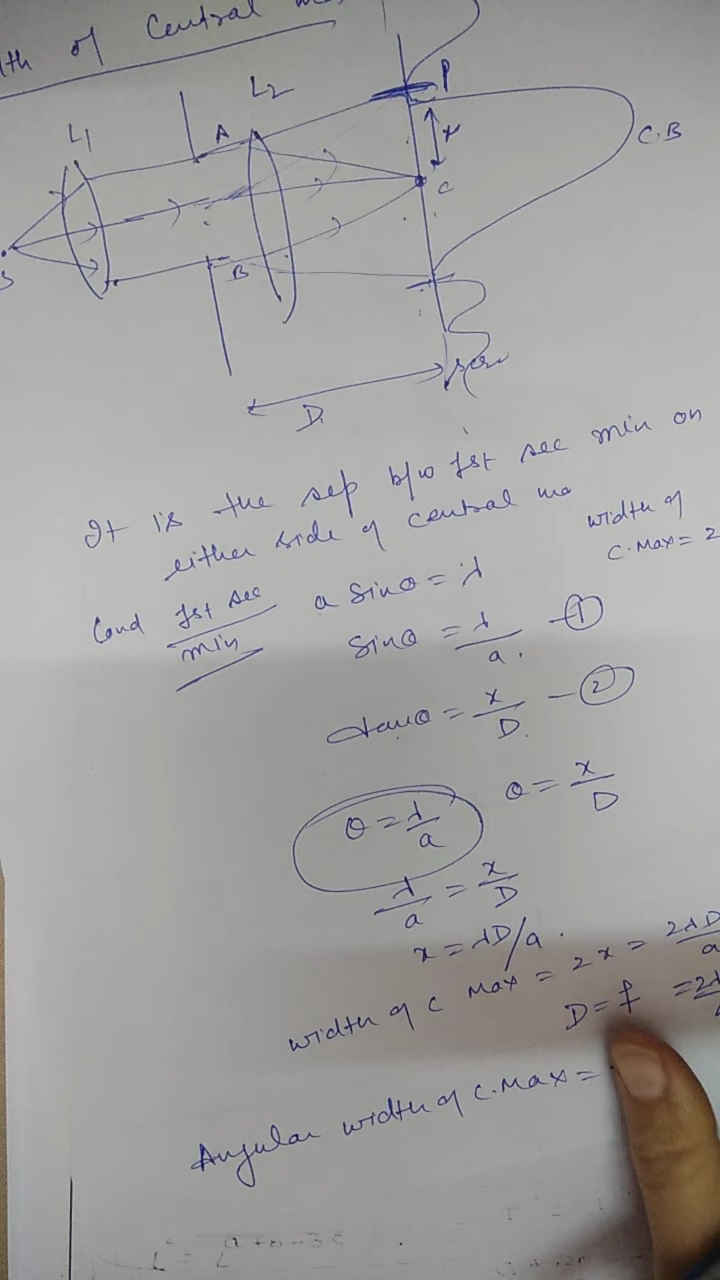 of Central
L1
A
L2
P
x
C.B
C
S
B
D
It is the sep b/w 1st sec min on
either side of central ma
width of
C.Max = 2
Cond 1st sec
min
a Sinθ = λ
Sinθ = λ/a. — ①
tanθ = x/D. — ②
θ = λ/a
θ = x/D
λ/a = x/D
x = λD/a.
width of C Max = 2x = 2λD/a
D = f = 2λ
Angular width of C.Max =